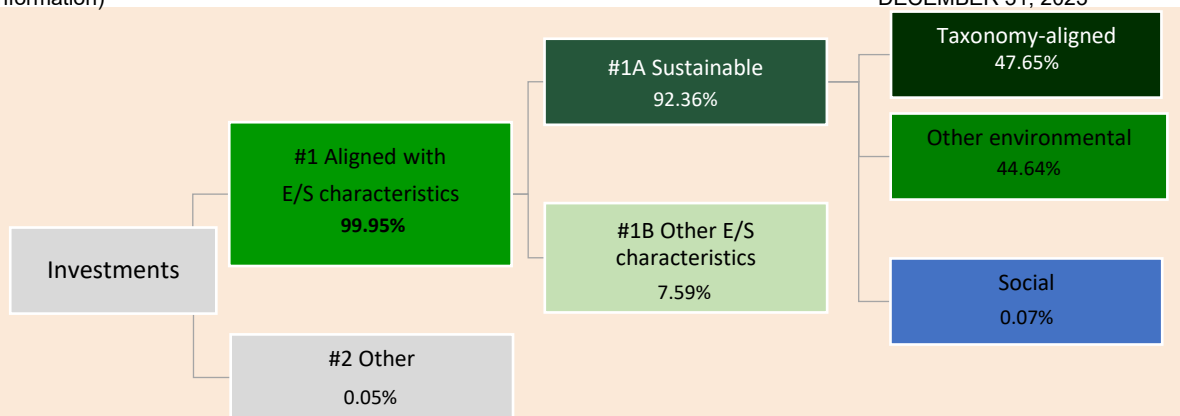 DECEMBER 31, 2023
Investments
#1 Aligned with
E/S characteristics
99.95%
#2 Other
0.05%
#1A Sustainable
92.36%
#1B Other E/S
characteristics
7.59%
Taxonomy-aligned
47.65%
Other environmental
44.64%
Social
0.07%